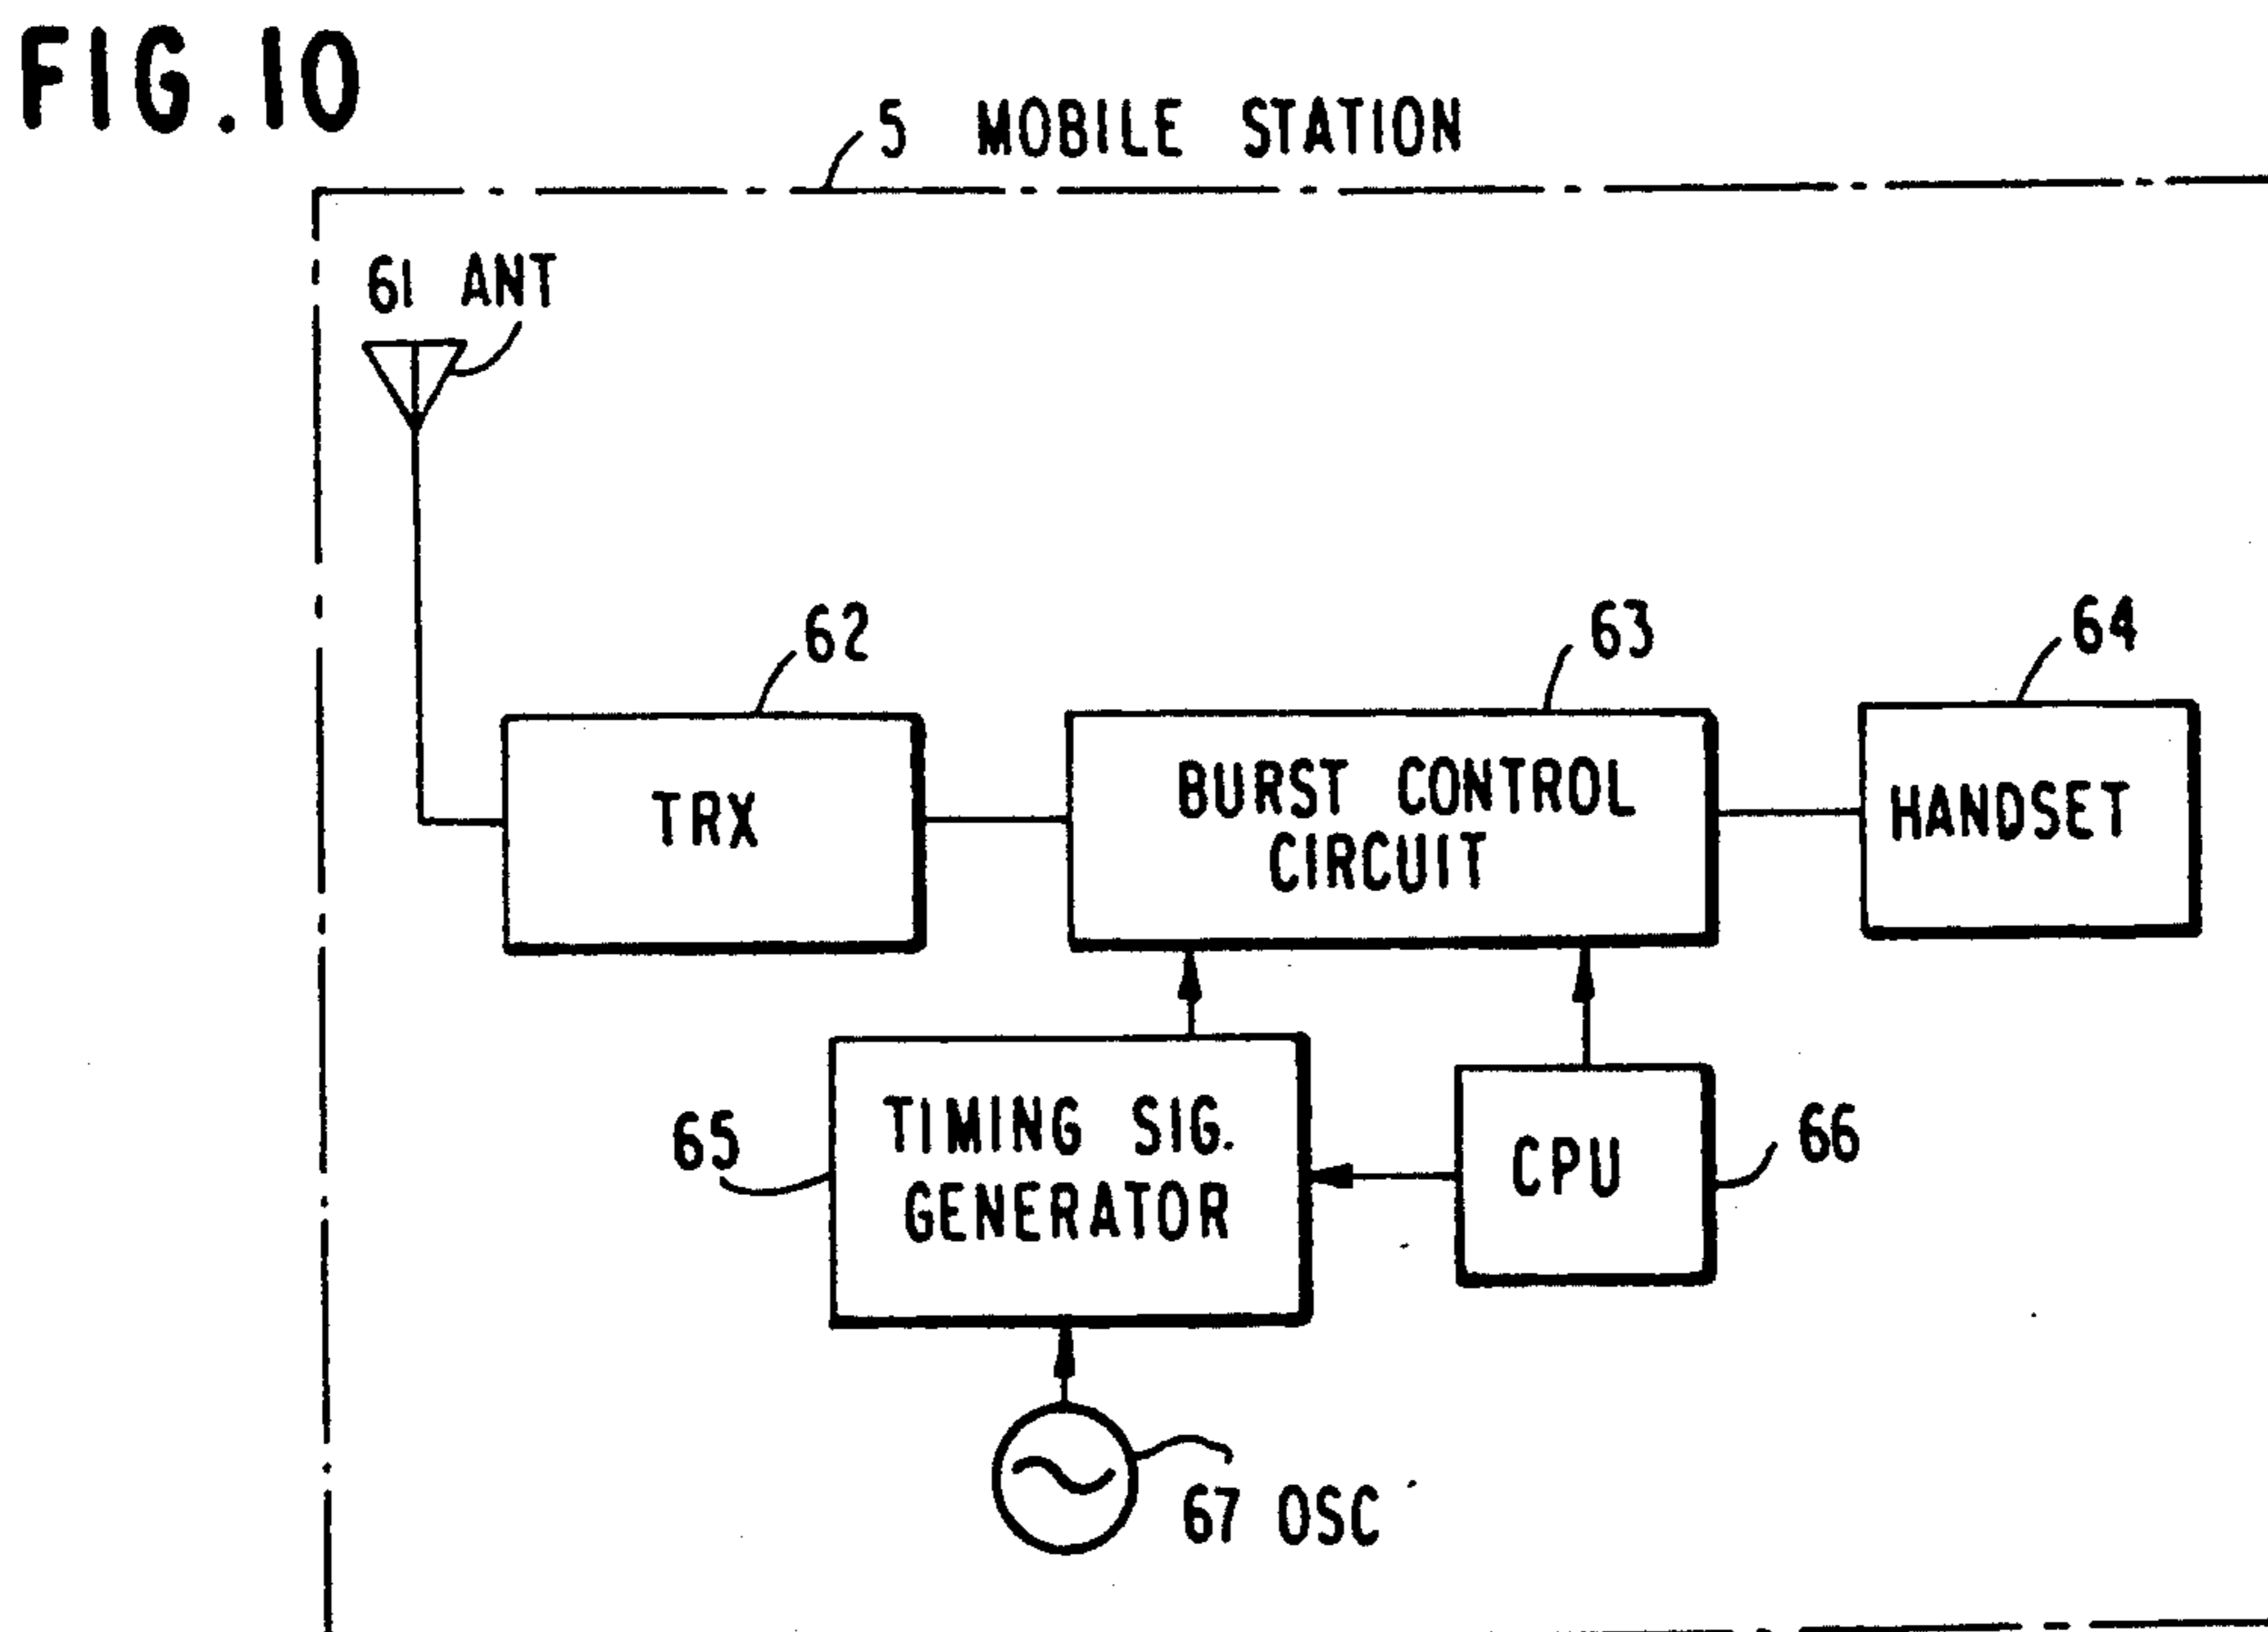 FIG.10
5 MOBILE STATION
61 ANT
62
63
64
TRX
BURST CONTROL
CIRCUIT
HANDSET
65
TIMING SIG.
GENERATOR
CPU
66
67 OSC